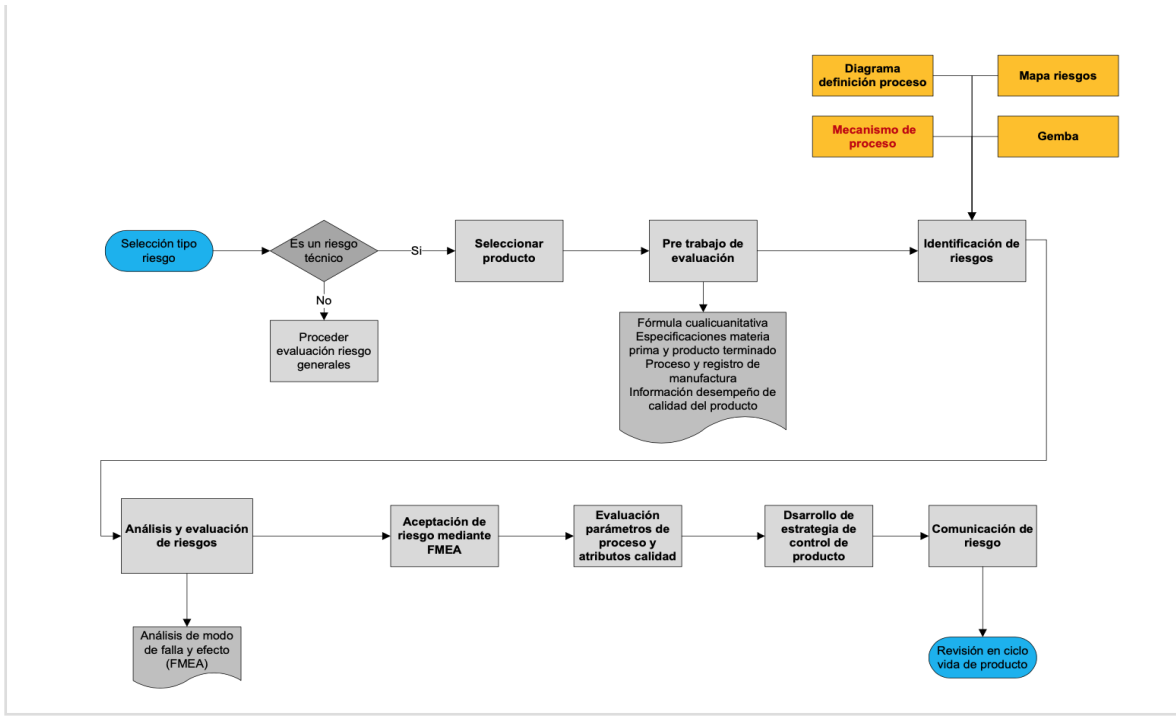 Diagrama
definición proceso
Mapa riesgos
Mecanismo de
proceso
Gemba
Selección tipo
riesgo
Es un riesgo
técnico
Si
Seleccionar
producto
Pre trabajo de
evaluación
Identificación de
riesgos
No
Proceder
evaluación riesgo
generales
Fórmula cualicuanitativa
Especificaciones materia
prima y producto terminado
Proceso y registro de
manufactura
Información desempeño de
calidad del producto
Análisis y evaluación
de riesgos
Aceptación de
riesgo mediante
FMEA
Evaluación
parámetros de
proceso y
atributos calidad
Dsarrollo de
estrategia de
control de
producto
Comunicación de
riesgo
Análisis de modo
de falla y efecto
(FMEA)
Revisión en ciclo
vida de producto